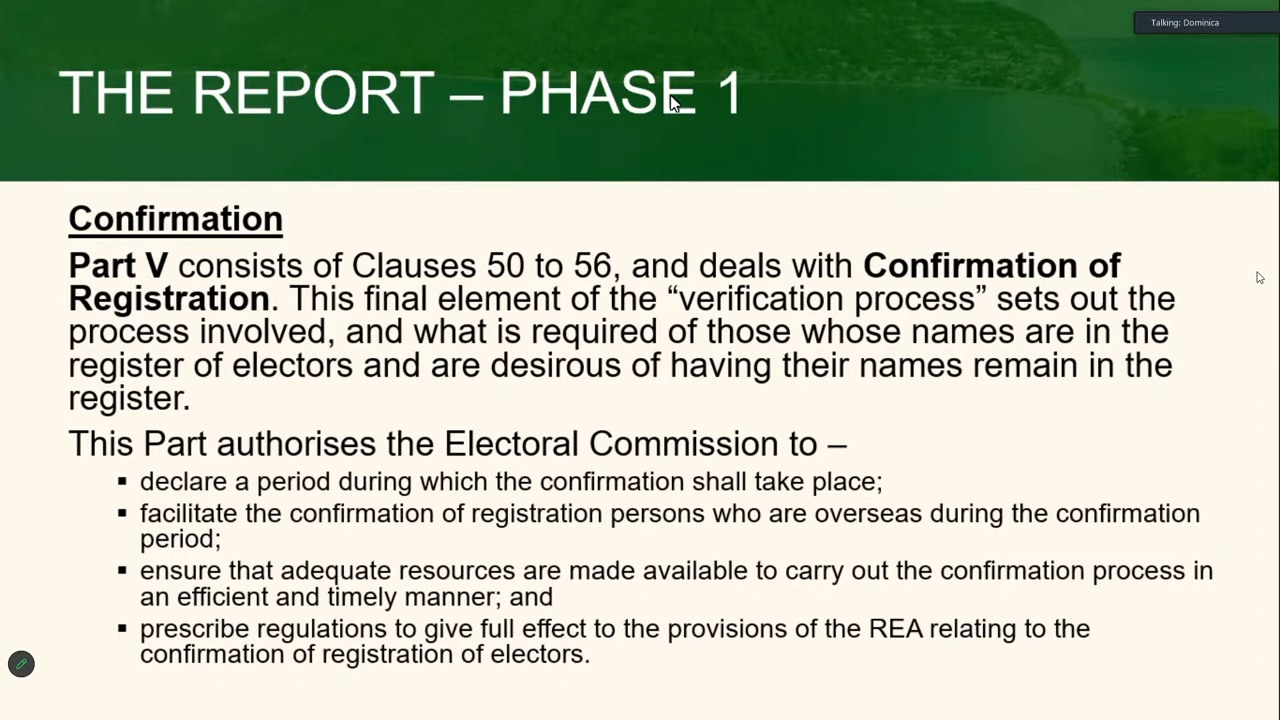 Talking: Dominica
THE REPORT – PHASE 1
Confirmation
Part V consists of Clauses 50 to 56, and deals with Confirmation of
Registration. This final element of the “verification process” sets out the
process involved, and what is required of those whose names are in the
register of electors and are desirous of having their names remain in the
register.
This Part authorises the Electoral Commission to –
▪ declare a period during which the confirmation shall take place;
▪ facilitate the confirmation of registration persons who are overseas during the confirmation
period;
▪ ensure that adequate resources are made available to carry out the confirmation process in
an efficient and timely manner; and
▪ prescribe regulations to give full effect to the provisions of the REA relating to the
confirmation of registration of electors.